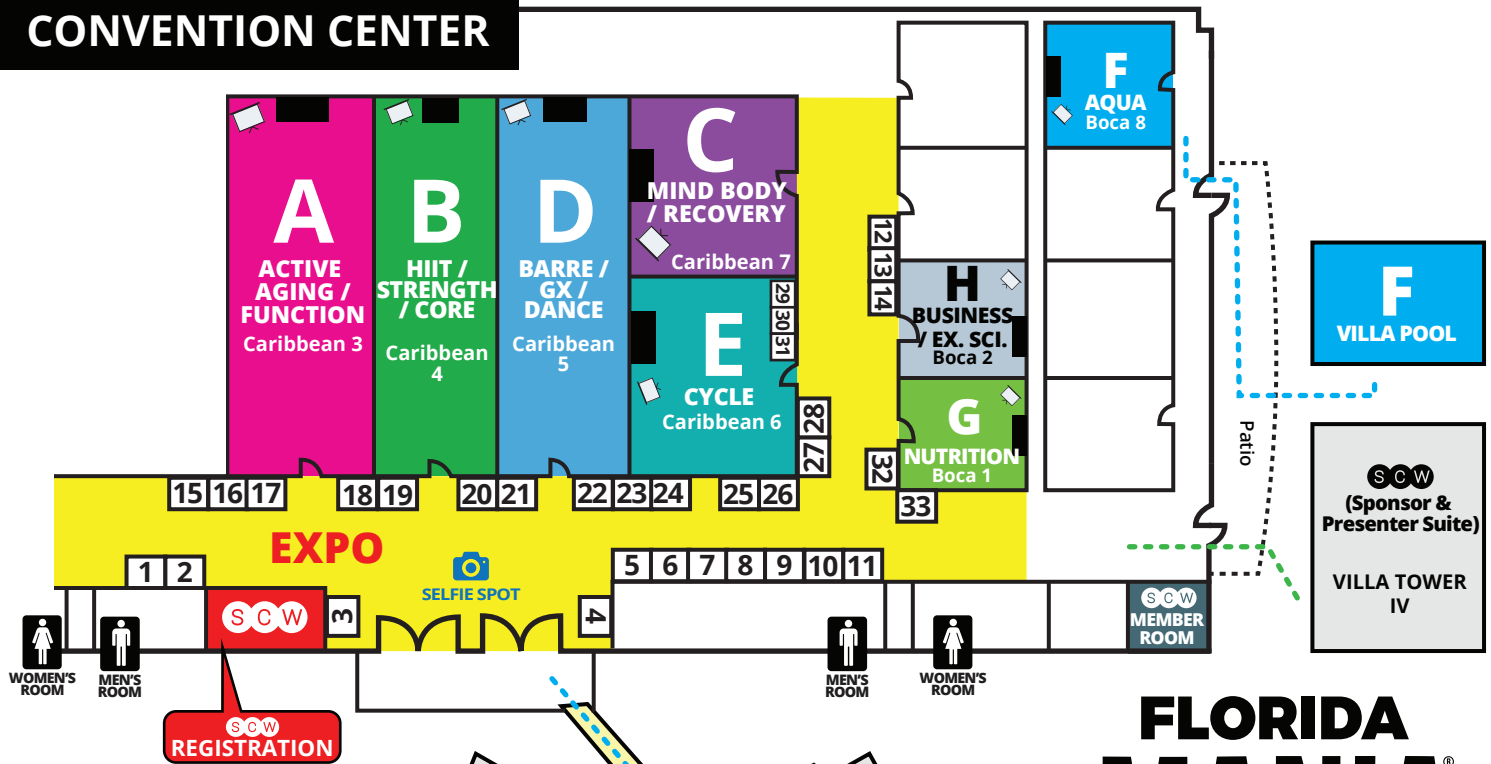 CONVENTION CENTER
A
ACTIVE
AGING /
FUNCTION
Caribbean 3
B
HIIT /
STRENGTH
/ CORE
Caribbean
4
D
BARRE /
GX /
DANCE
Caribbean
5
C
MIND BODY
/ RECOVERY
Caribbean 7
E
CYCLE
Caribbean 6
29
30
31
28
27
12
13
14
32
33
H
BUSINESS
/ EX. SCI.
Boca 2
G
NUTRITION
Boca 1
F
AQUA
Boca 8
F
VILLA POOL
Patio
SCW
(Sponsor &
Presenter Suite)
VILLA TOWER
IV
15 16 17 18 19 20 21 22 23 24 25 26
EXPO
SELFIE SPOT
1 2
3
4
5 6 7 8 9 10 11
SCW
SCW
MEMBER
ROOM
WOMEN'S
ROOM
MEN'S
ROOM
MEN'S
ROOM
WOMEN'S
ROOM
SCW
REGISTRATION
FLORIDA
MANIA®